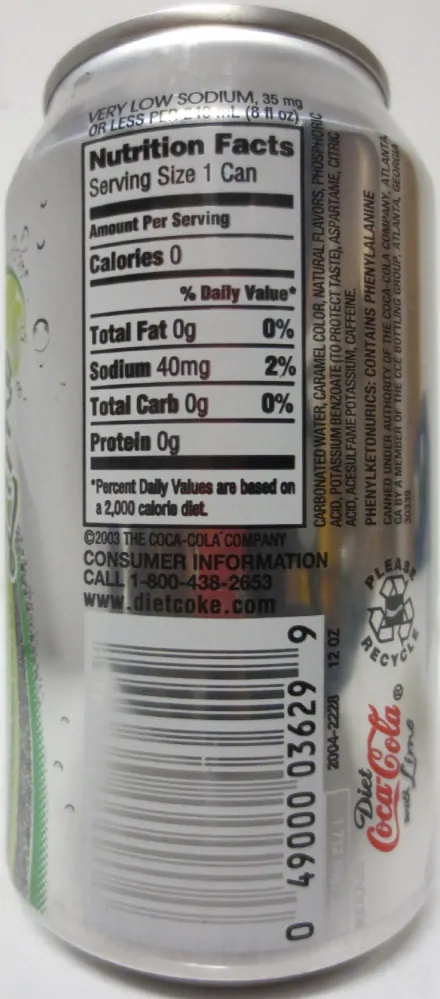 VERY LOW SODIUM, 35 mg
OR LESS PER 240 mL (8 fl oz)
Nutrition Facts
Serving Size 1 Can
Amount Per Serving
Calories 0
% Daily Value*
Total Fat 0g 0%
Sodium 40mg 2%
Total Carb 0g 0%
Protein 0g
*Percent Daily Values are based on
a 2,000 calorie diet.
©2003 THE COCA-COLA COMPANY
CONSUMER INFORMATION
CALL 1-800-438-2653
www.dietcoke.com
CARBONATED WATER, CARAMEL COLOR, NATURAL FLAVORS, PHOSPHORIC
ACID, POTASSIUM BENZOATE (TO PROTECT TASTE), ASPARTAME, CITRIC
ACID, ACESULFAME POTASSIUM, CAFFEINE.
PHENYLKETONURICS: CONTAINS PHENYLALANINE
CANNED UNDER AUTHORITY OF THE COCA-COLA COMPANY, ATLANTA,
GA BY A MEMBER OF THE CCE BOTTLING GROUP, ATLANTA, GEORGIA
30339.
PLEASE
RECYCLE
0 49000 03629 9
2004-2228 12 OZ
Diet
Coca-Cola ®
with Lime